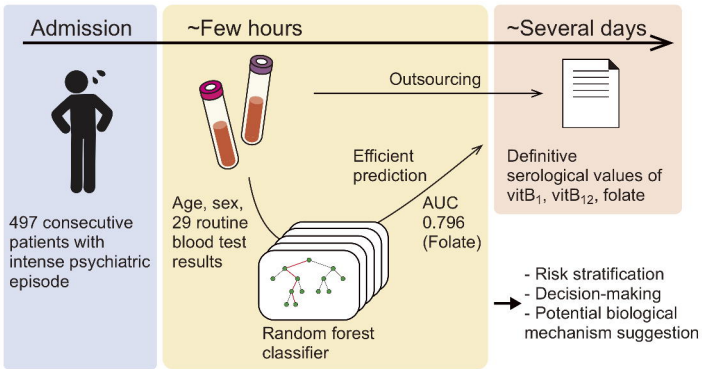 Admission
~Few hours
~Several days
Outsourcing
Efficient
prediction
AUC
0.796
(Folate)
Age, sex,
29 routine
blood test
results
Random forest
classifier
497 consecutive
patients with
intense psychiatric
episode
Definitive
serological values of
vitB₁, vitB₁₂, folate
- Risk stratification
- Decision-making
- Potential biological
mechanism suggestion